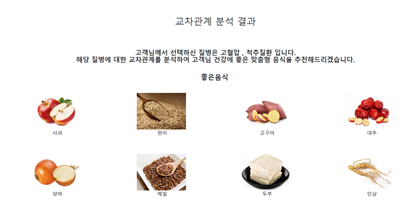 교차관계 분석 결과
고객님께서 선택하신 질병은 고혈압 , 척추질환 입니다.
해당 질병에 대한 교차관계를 분석하여 고객님 건강에 좋은 맞춤형 음식을 추천해드리겠습니다.
좋은음식
사과 현미 고구마 대추
양파 메밀 두부 인삼